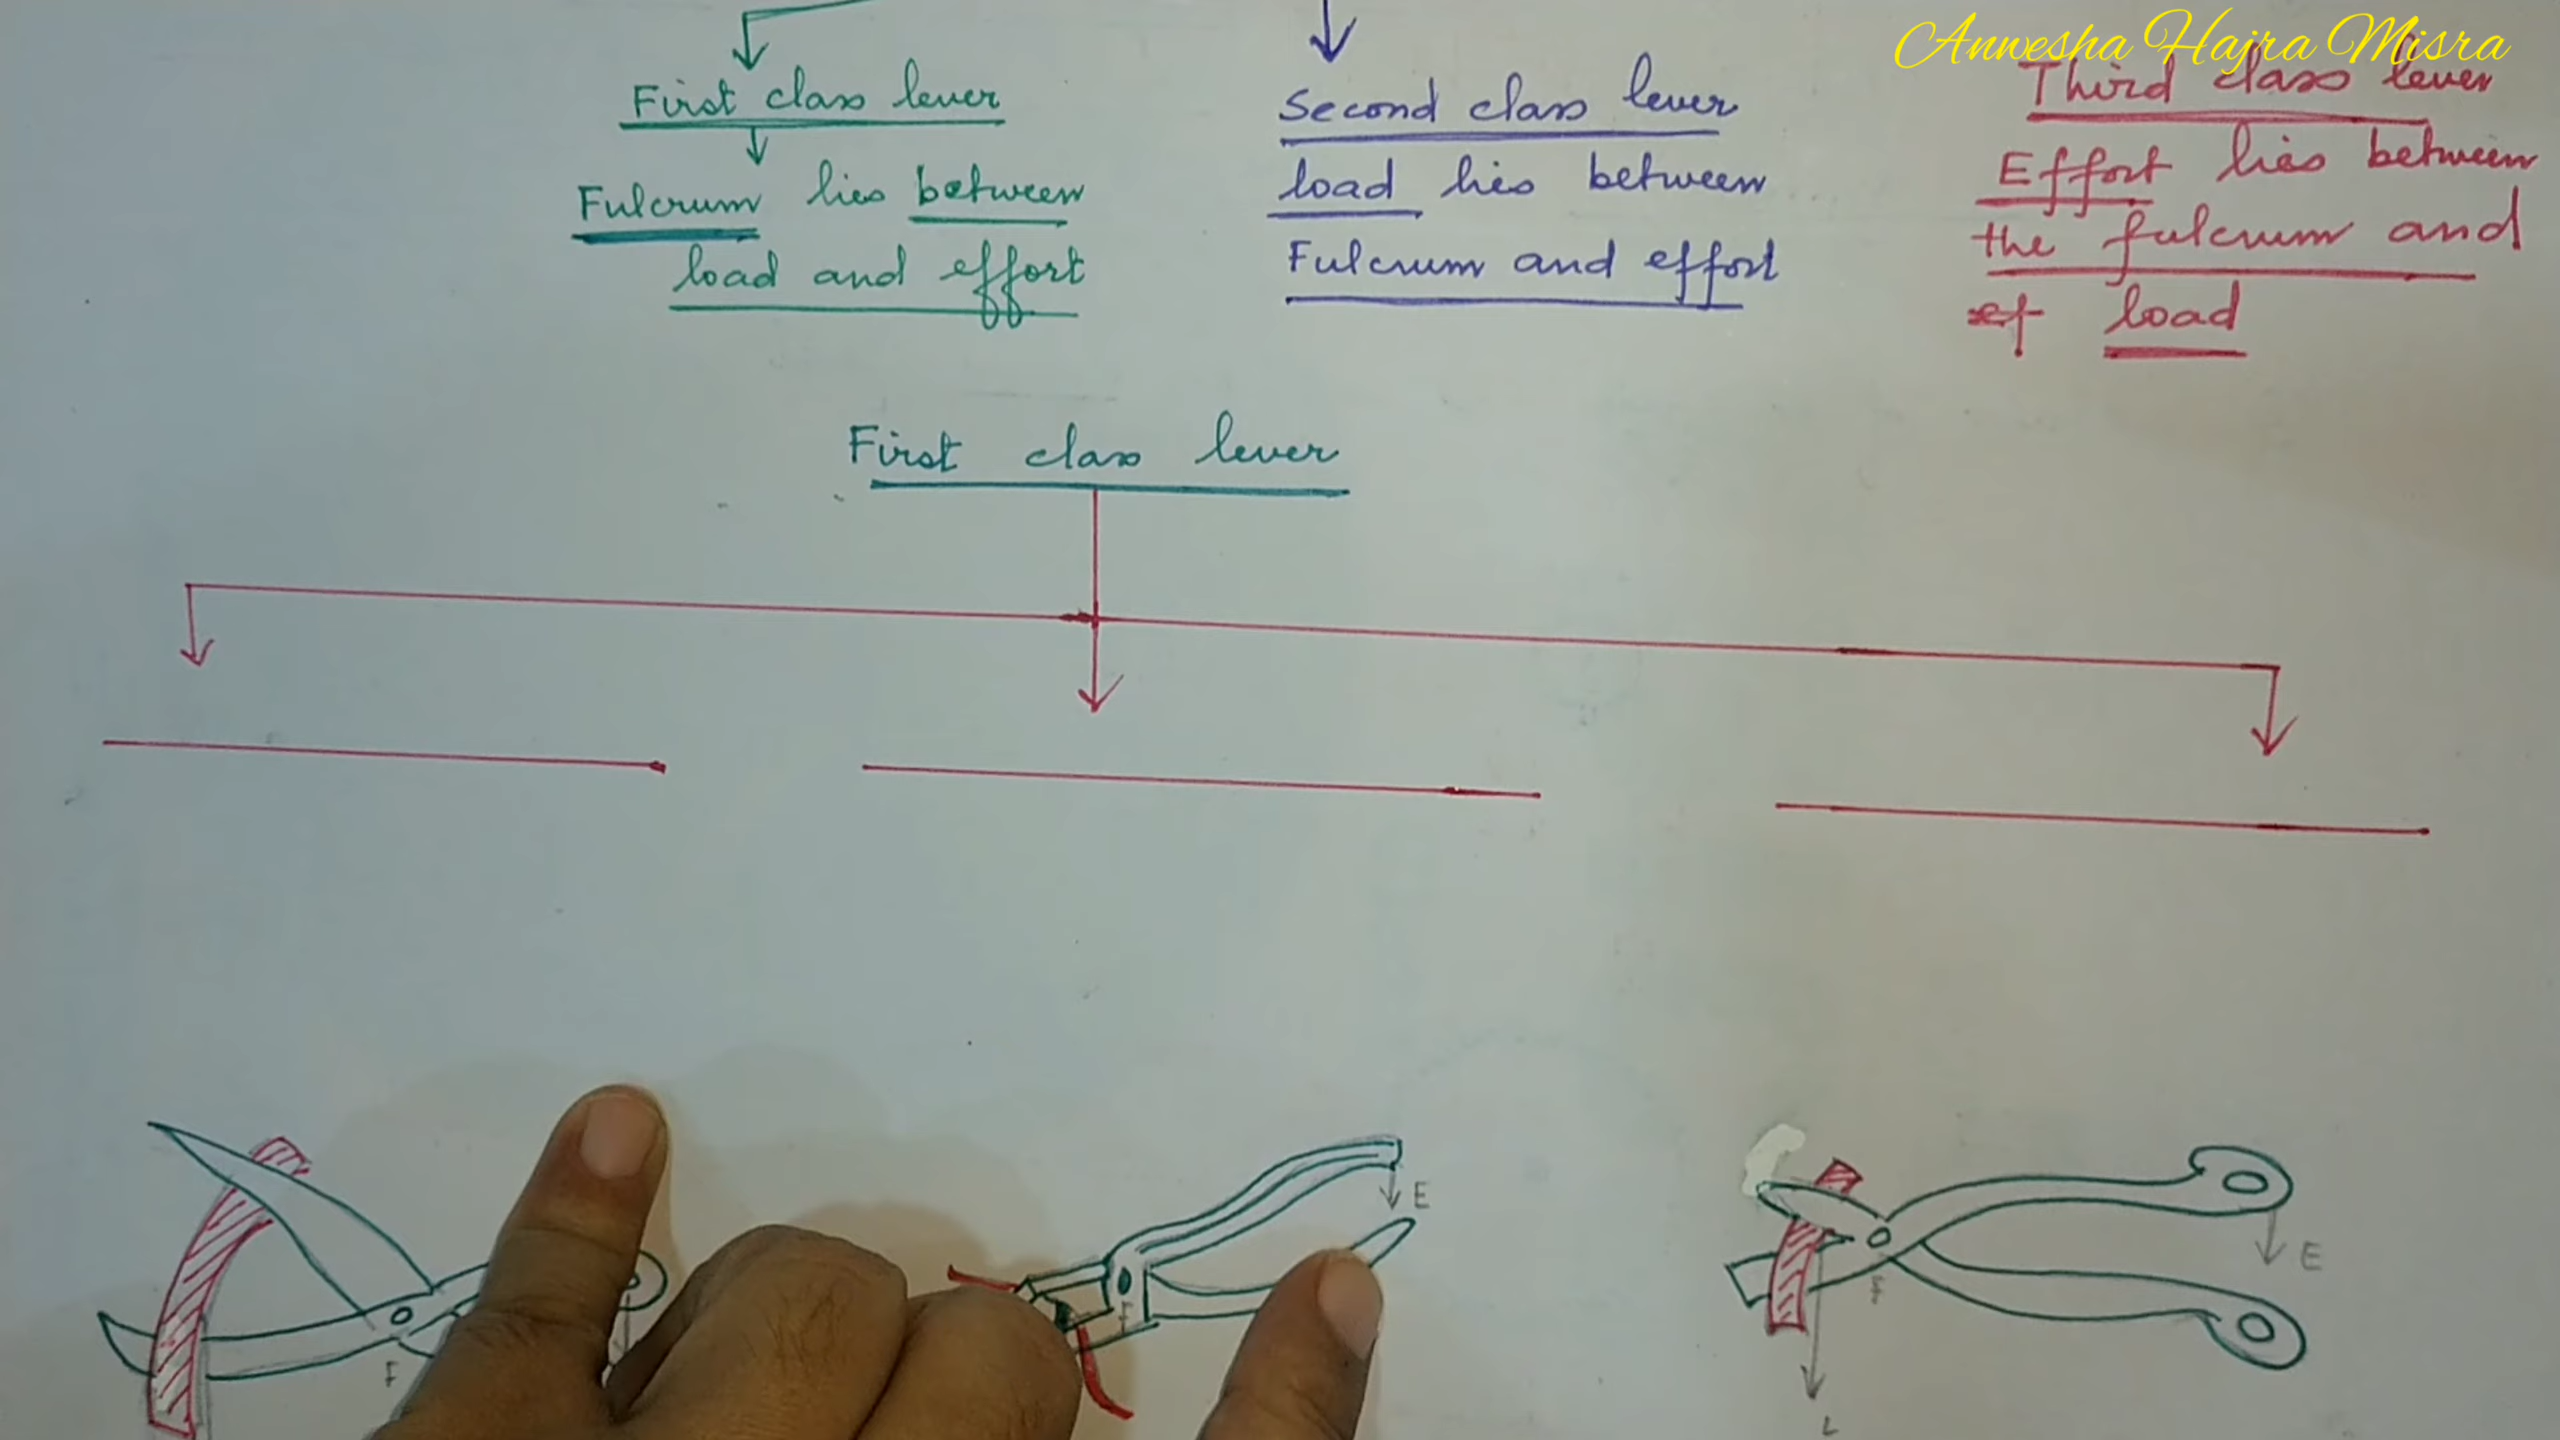 Anwesha Hajra Misra
First class lever
Fulcrum lies between
load and effort
Second class lever
load lies between
Fulcrum and effort
Third class lever
Effort lies between
the fulcrum and
load
First class lever
F
E
F
E
F
L